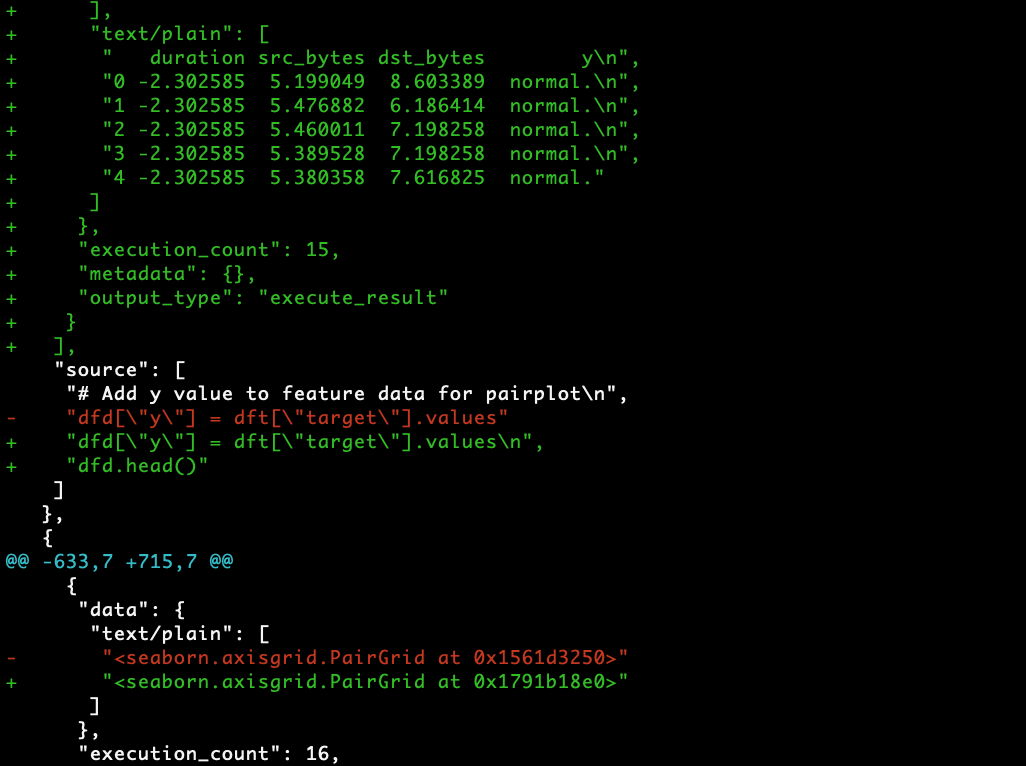 +      ],
+      "text/plain": [
+       "   duration src_bytes dst_bytes        y\n",
+       "0 -2.302585  5.199049  8.603389  normal.\n",
+       "1 -2.302585  5.476882  6.186414  normal.\n",
+       "2 -2.302585  5.460011  7.198258  normal.\n",
+       "3 -2.302585  5.389528  7.198258  normal.\n",
+       "4 -2.302585  5.380358  7.616825  normal."
+      ]
+     },
+     "execution_count": 15,
+     "metadata": {},
+     "output_type": "execute_result"
+    }
+   ],
    "source": [
     "# Add y value to feature data for pairplot\n",
-    "dfd[\"y\"] = dft[\"target\"].values"
+    "dfd[\"y\"] = dft[\"target\"].values\n",
+    "dfd.head()"
    ]
   },
   {
@@ -633,7 +715,7 @@
     {
      "data": {
       "text/plain": [
-       "<seaborn.axisgrid.PairGrid at 0x1561d3250>"
+       "<seaborn.axisgrid.PairGrid at 0x1791b18e0>"
       ]
      },
      "execution_count": 16,